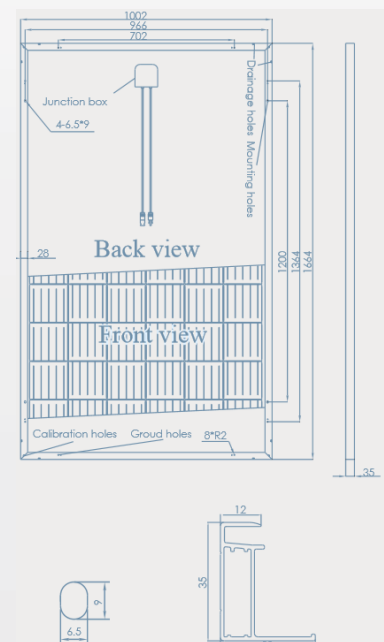 1002
966
702
Junction box
4-6.5*9
Drainage holes
Mounting holes
28
Back view
1200
1364
1664
Front view
Calibration holes
Groud holes
8*R2
35
12
35
9
6.5